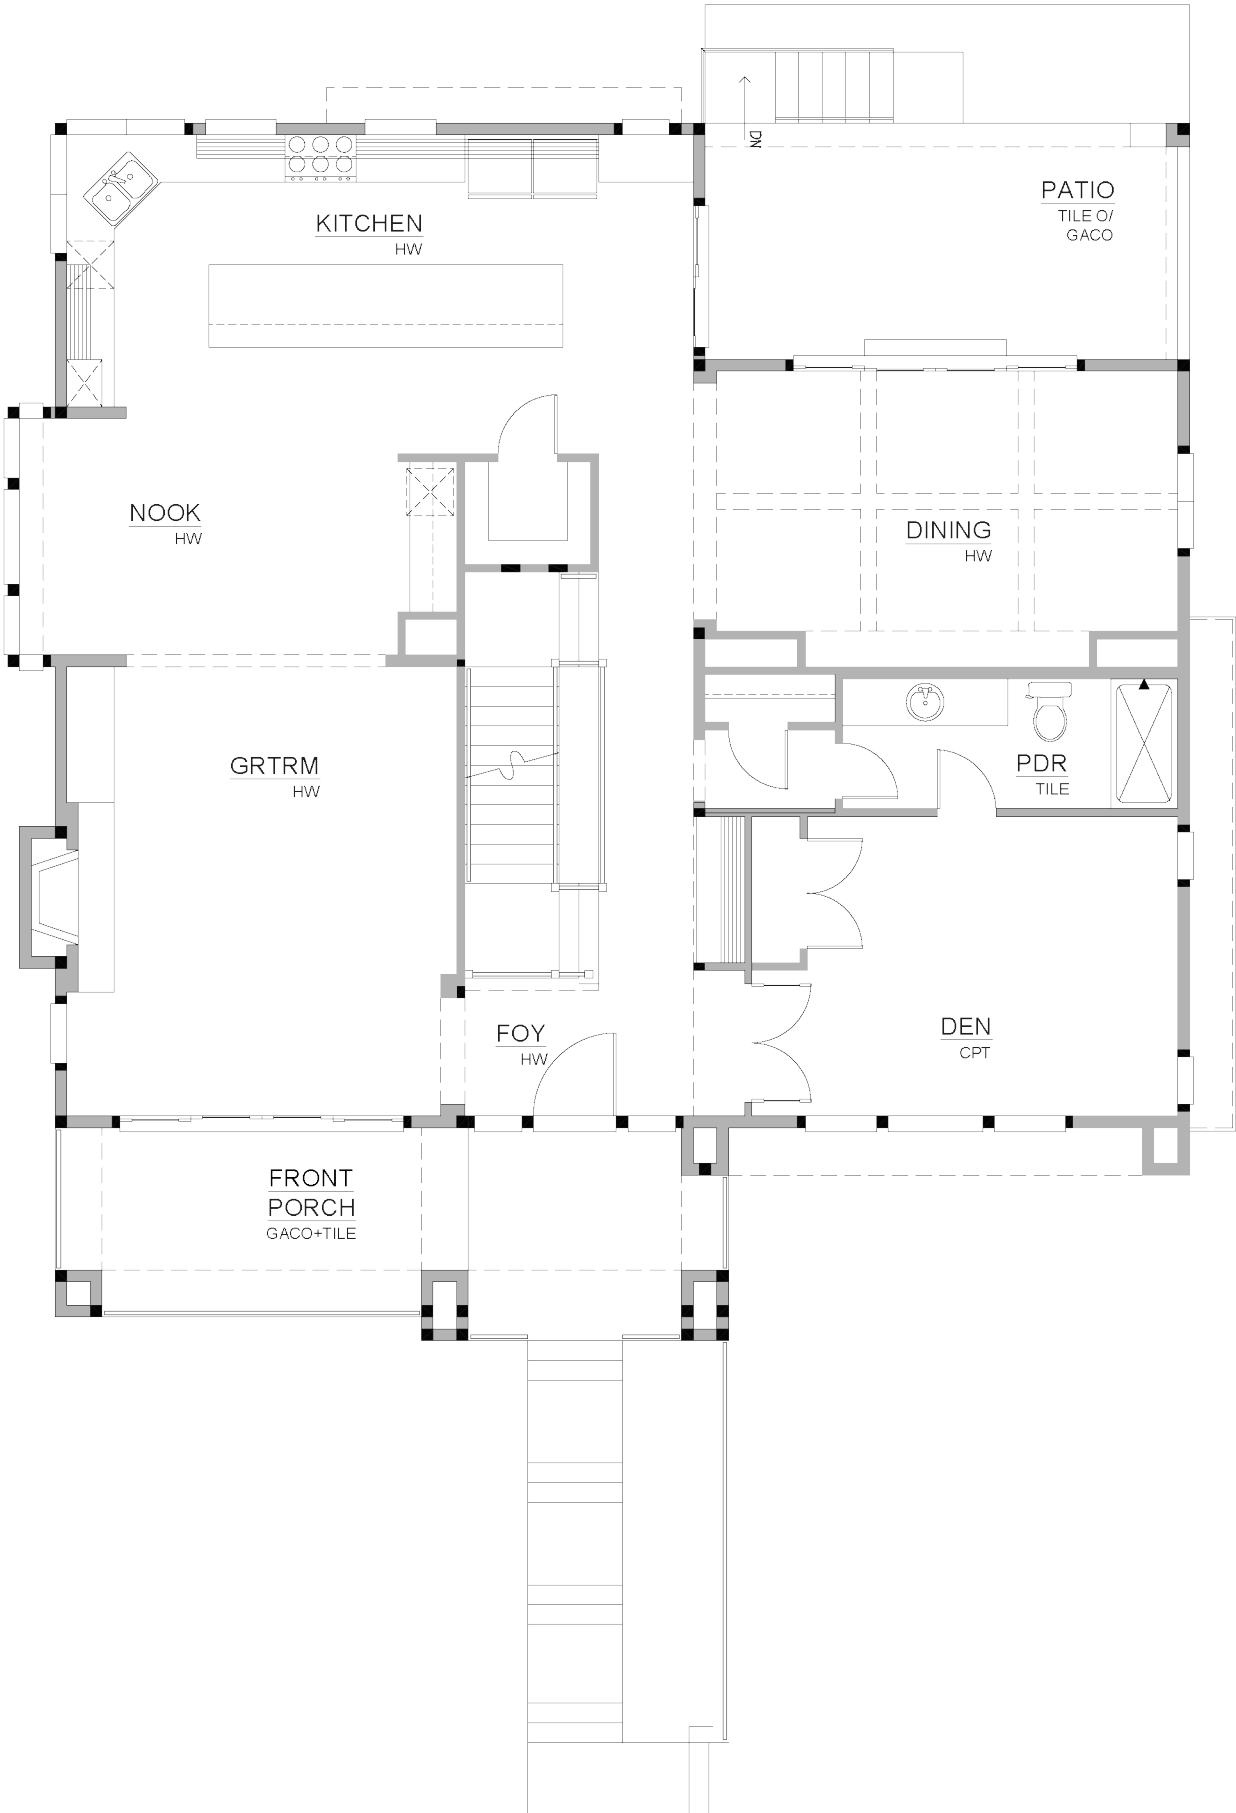 DN
PATIO
TILE O/
GACO
KITCHEN
HW
NOOK
HW
DINING
HW
GRTRM
HW
PDR
TILE
FOY
HW
DEN
CPT
FRONT
PORCH
GACO+TILE